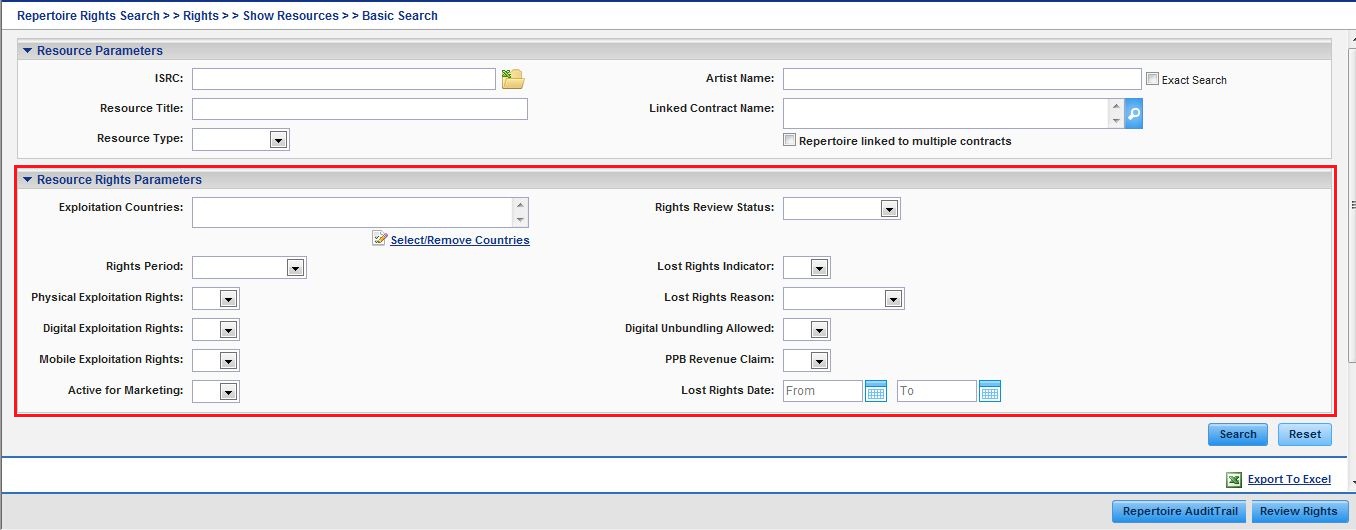 Repertoire Rights Search > > Rights > > Show Resources > > Basic Search
Resource Parameters
ISRC:
Artist Name:
Exact Search
Resource Title:
Linked Contract Name:
Resource Type:
Repertoire linked to multiple contracts
Resource Rights Parameters
Exploitation Countries:
Rights Review Status:
Select/Remove Countries
Rights Period:
Lost Rights Indicator:
Physical Exploitation Rights:
Lost Rights Reason:
Digital Exploitation Rights:
Digital Unbundling Allowed:
Mobile Exploitation Rights:
PPB Revenue Claim:
Active for Marketing:
Lost Rights Date: From To
Search Reset
Export To Excel
Repertoire AuditTrail Review Rights